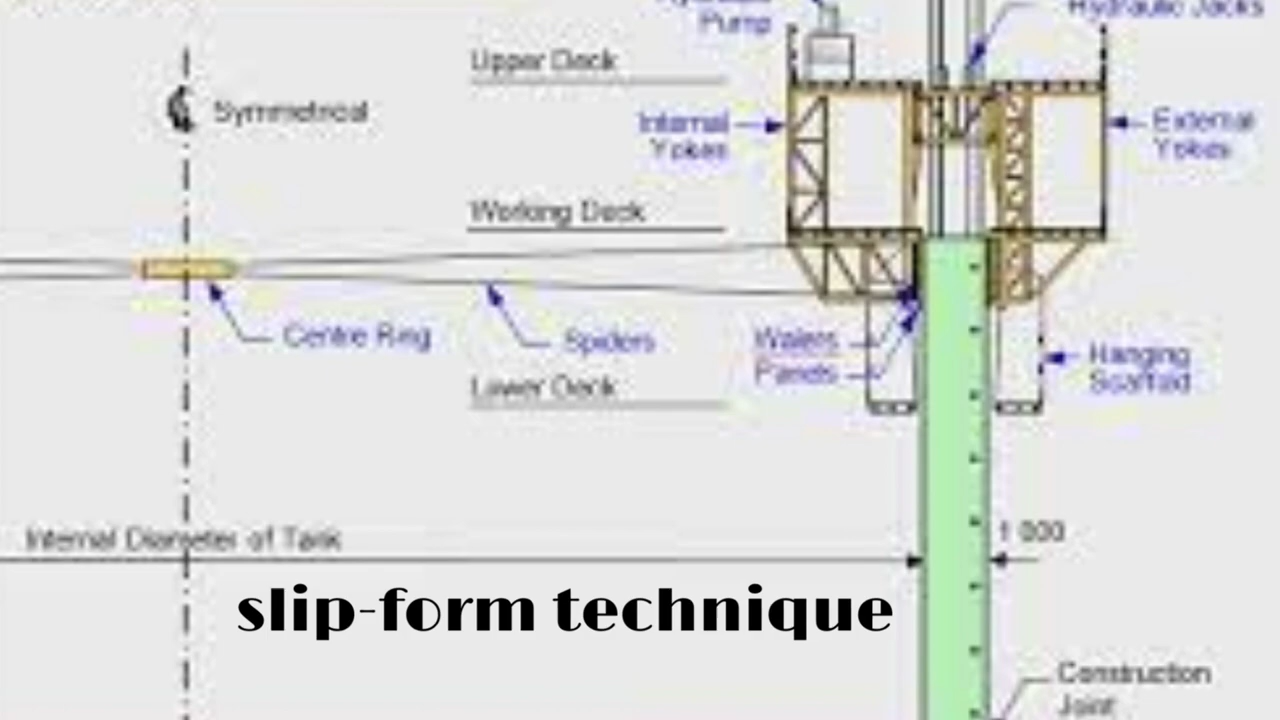 Pump
Hydraulic Jacks
Upper Deck
Symmetrical
Internal
Yokes
External
Yokes
Working Deck
Centre Ring
Spiders
Walers
Panels
Hanging
Scaffold
Lower Deck
Internal Diameter of Tank
1 000
slip-form technique
Construction
Joint